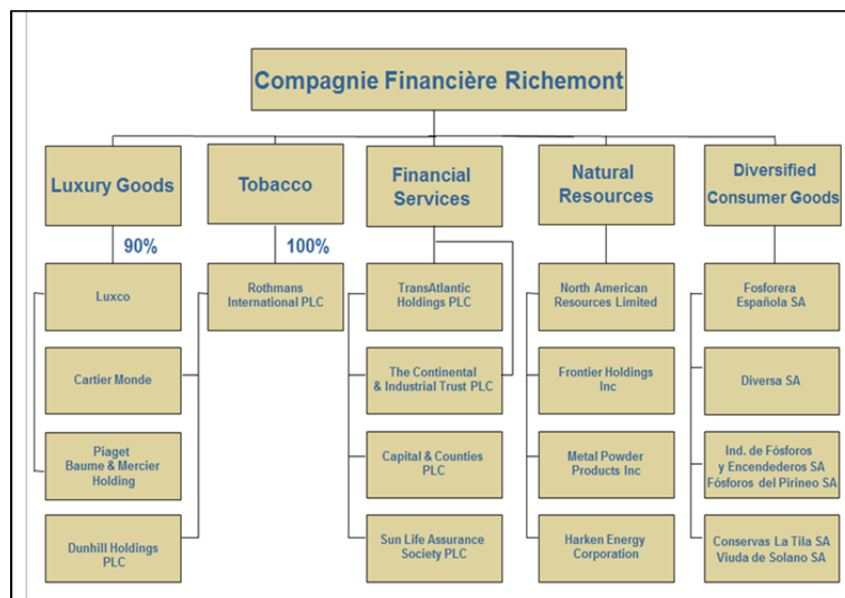 Compagnie Financière Richemont
Luxury Goods
Tobacco
Financial
Services
Natural
Resources
Diversified
Consumer Goods
90%
100%
Luxco
Rothmans
International PLC
TransAtlantic
Holdings PLC
North American
Resources Limited
Fosforera
Española SA
Cartier Monde
The Continental
& Industrial Trust PLC
Frontier Holdings
Inc
Diversa SA
Piaget
Baume & Mercier
Holding
Capital & Counties
PLC
Metal Powder
Products Inc
Ind. de Fósforos
y Encendederos SA
Fósforos del Pirineo SA
Dunhill Holdings
PLC
Sun Life Assurance
Society PLC
Harken Energy
Corporation
Conservas La Tila SA
Viuda de Solano SA